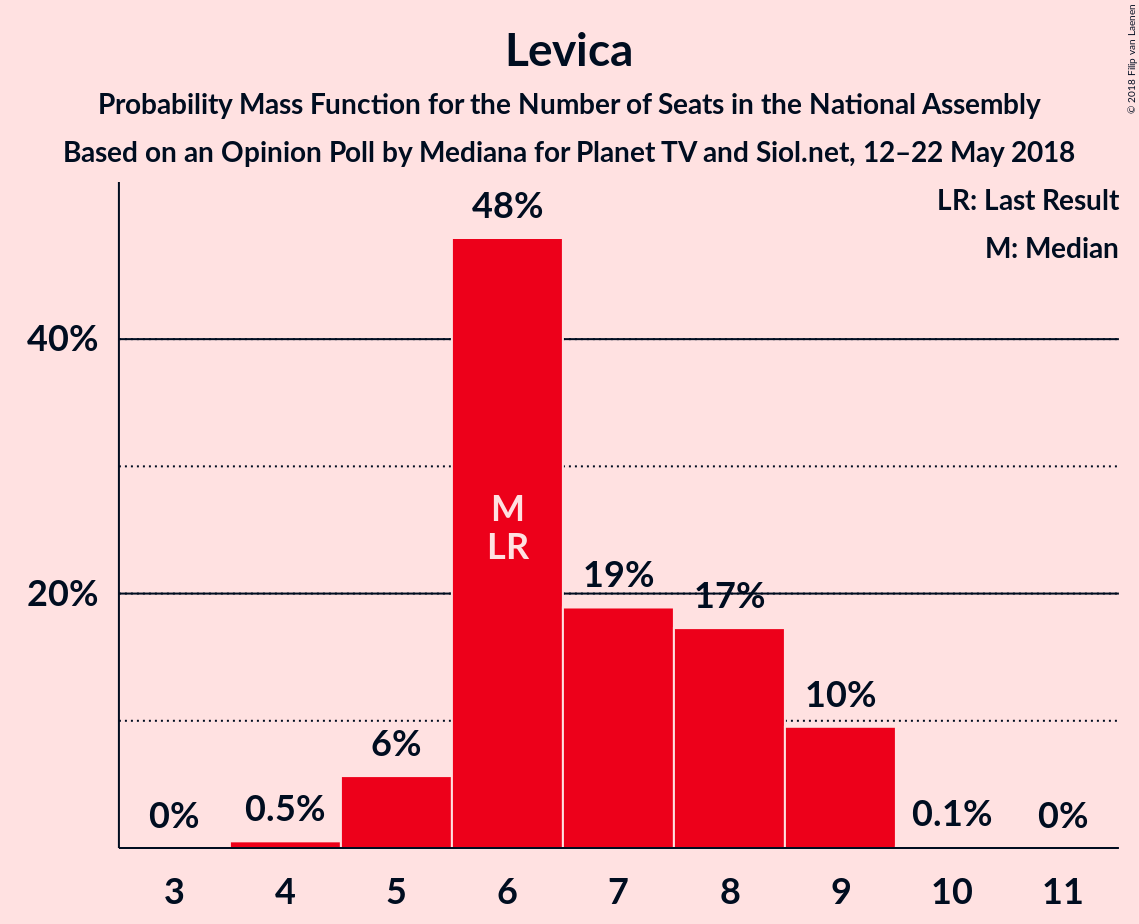 Levica
Probability Mass Function for the Number of Seats in the National Assembly
Based on an Opinion Poll by Mediana for Planet TV and Siol.net, 12–22 May 2018
© 2018 Filip van Laenen
LR: Last Result
M: Median
40%
20%
0%
0.5%
6%
48%
M
LR
19%
17%
10%
0.1%
0%
3 4 5 6 7 8 9 10 11